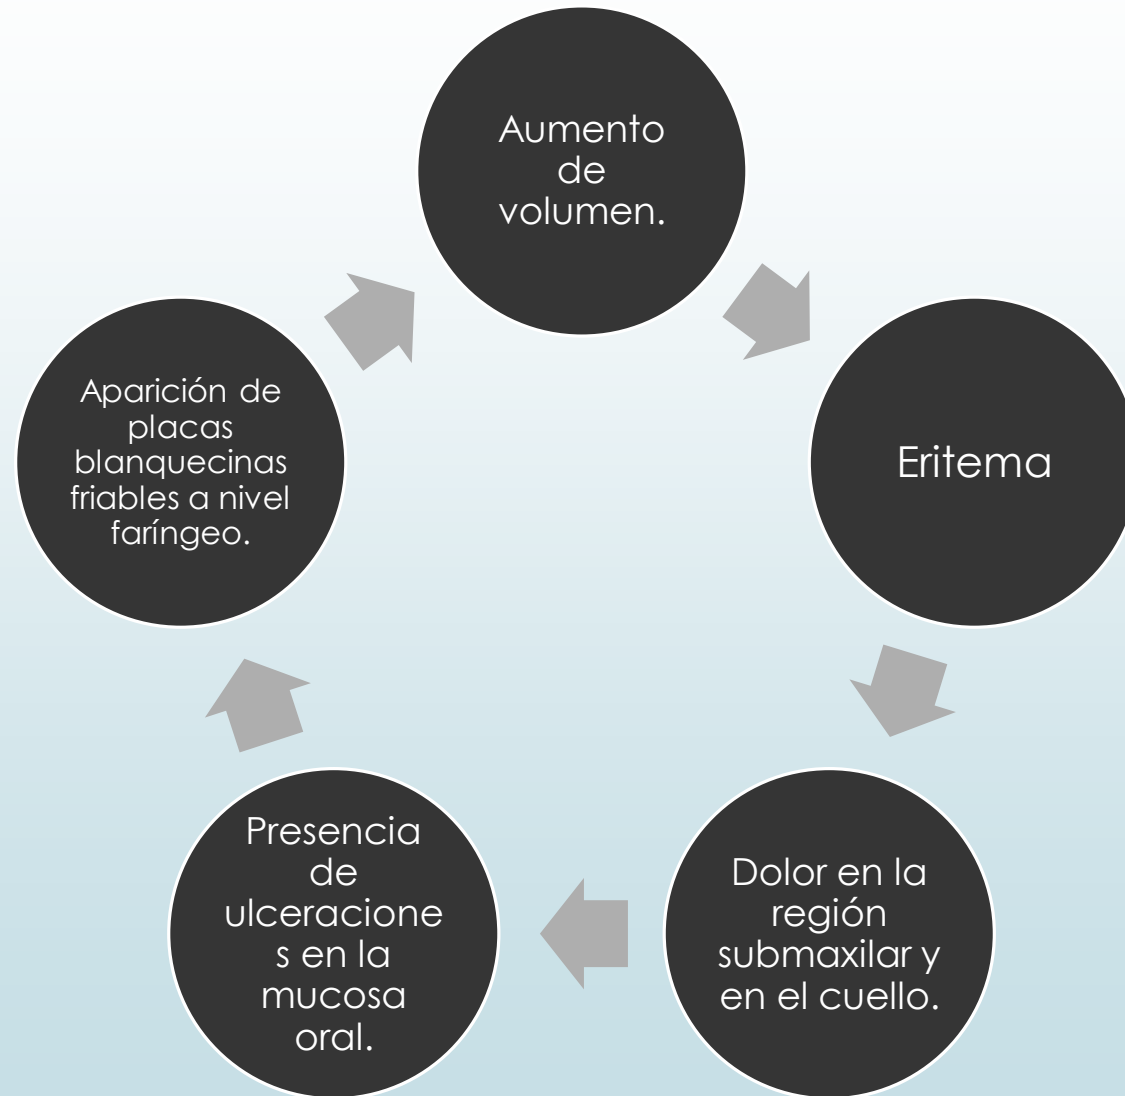 Aumento
de
volumen.
Eritema
Dolor en la
región
submaxilar y
en el cuello.
Presencia
de
ulceracione
s en la
mucosa
oral.
Aparición de
placas
blanquecinas
friables a nivel
faríngeo.